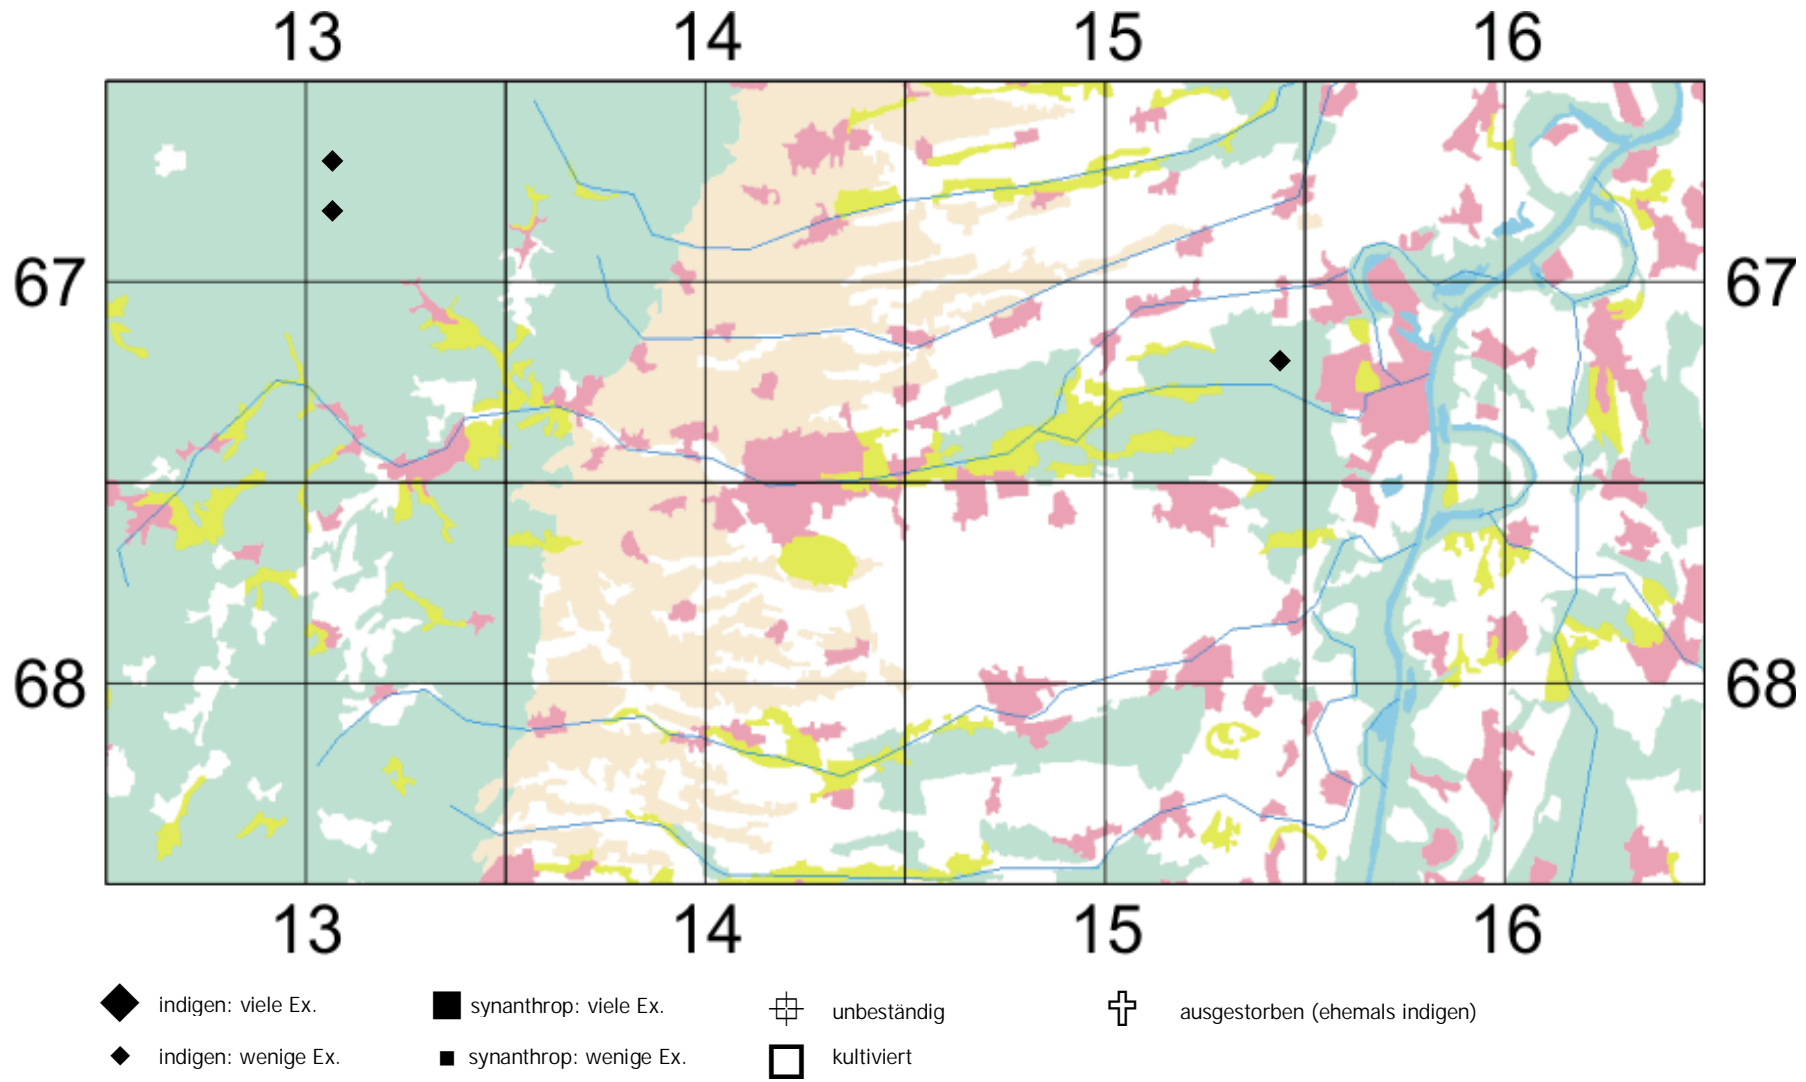 13 14 15 16
67 67
68 68
13 14 15 16
indigen: viele Ex. synanthrop: viele Ex. unbeständig ausgestorben (ehemals indigen)
indigen: wenige Ex. synanthrop: wenige Ex. kultiviert